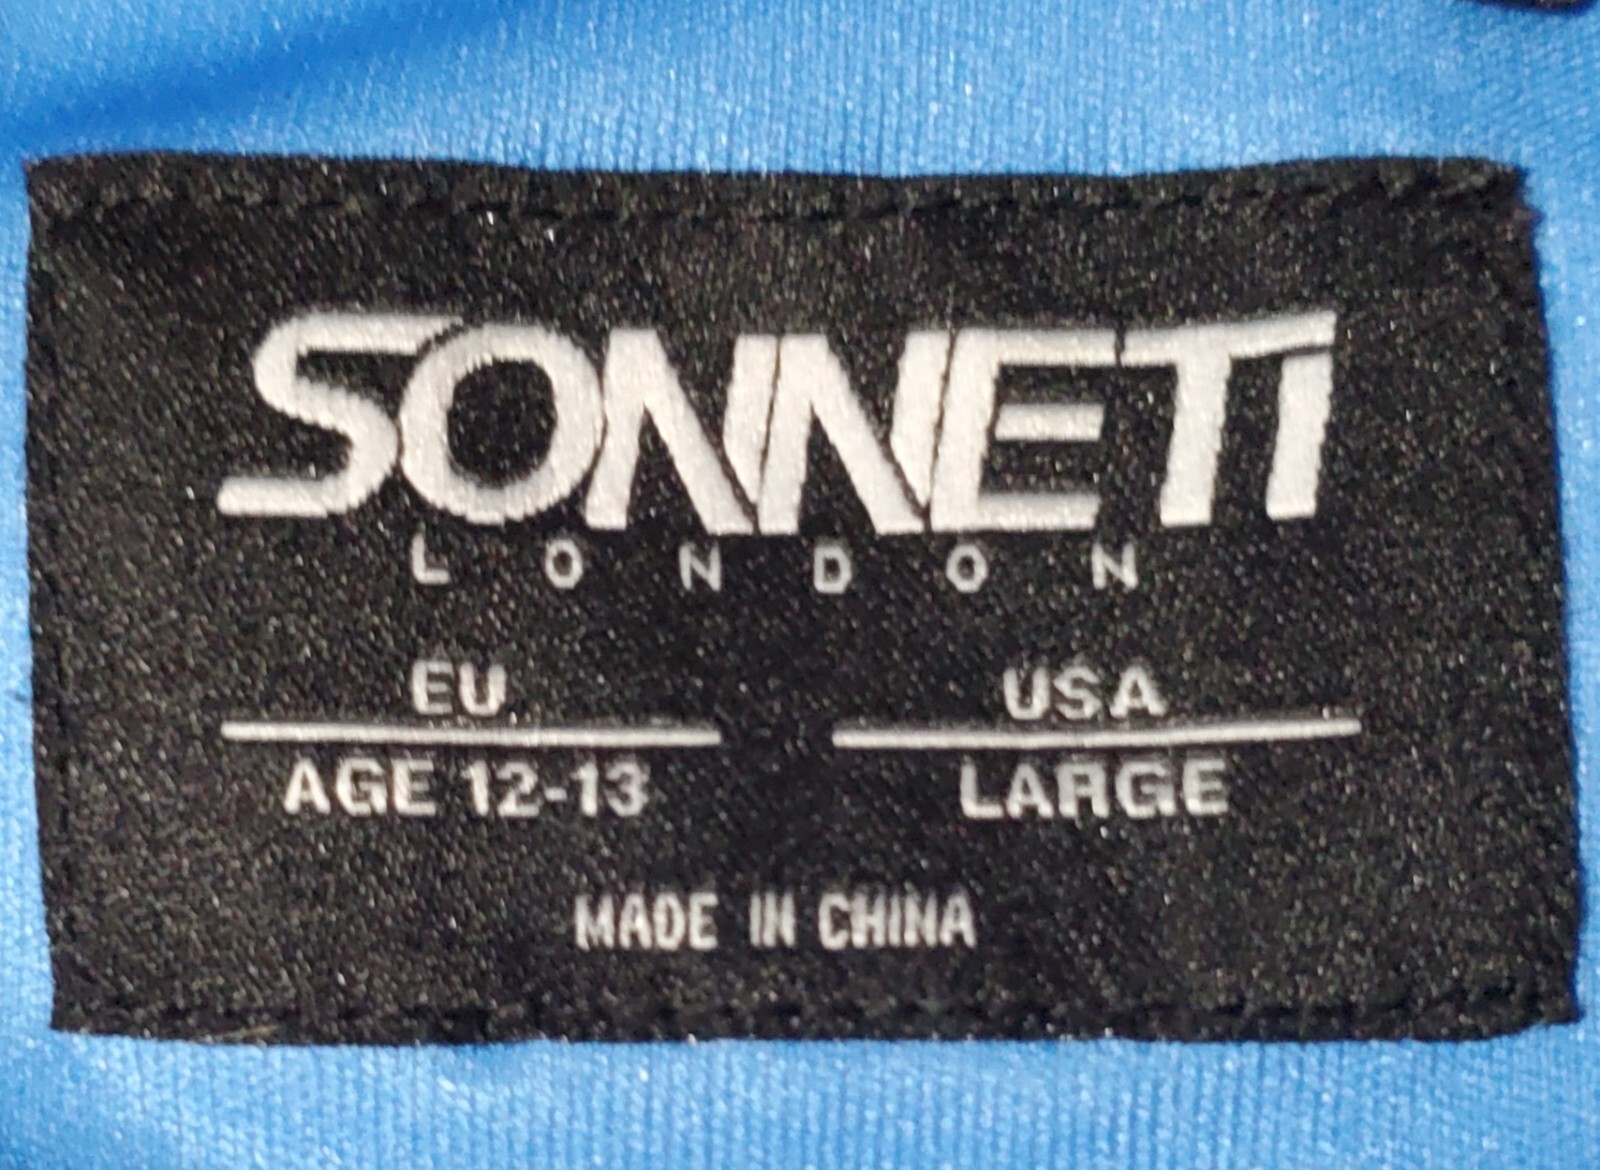 SONNETI
LONDON
EU USA
AGE 12-13 LARGE
MADE IN CHINA